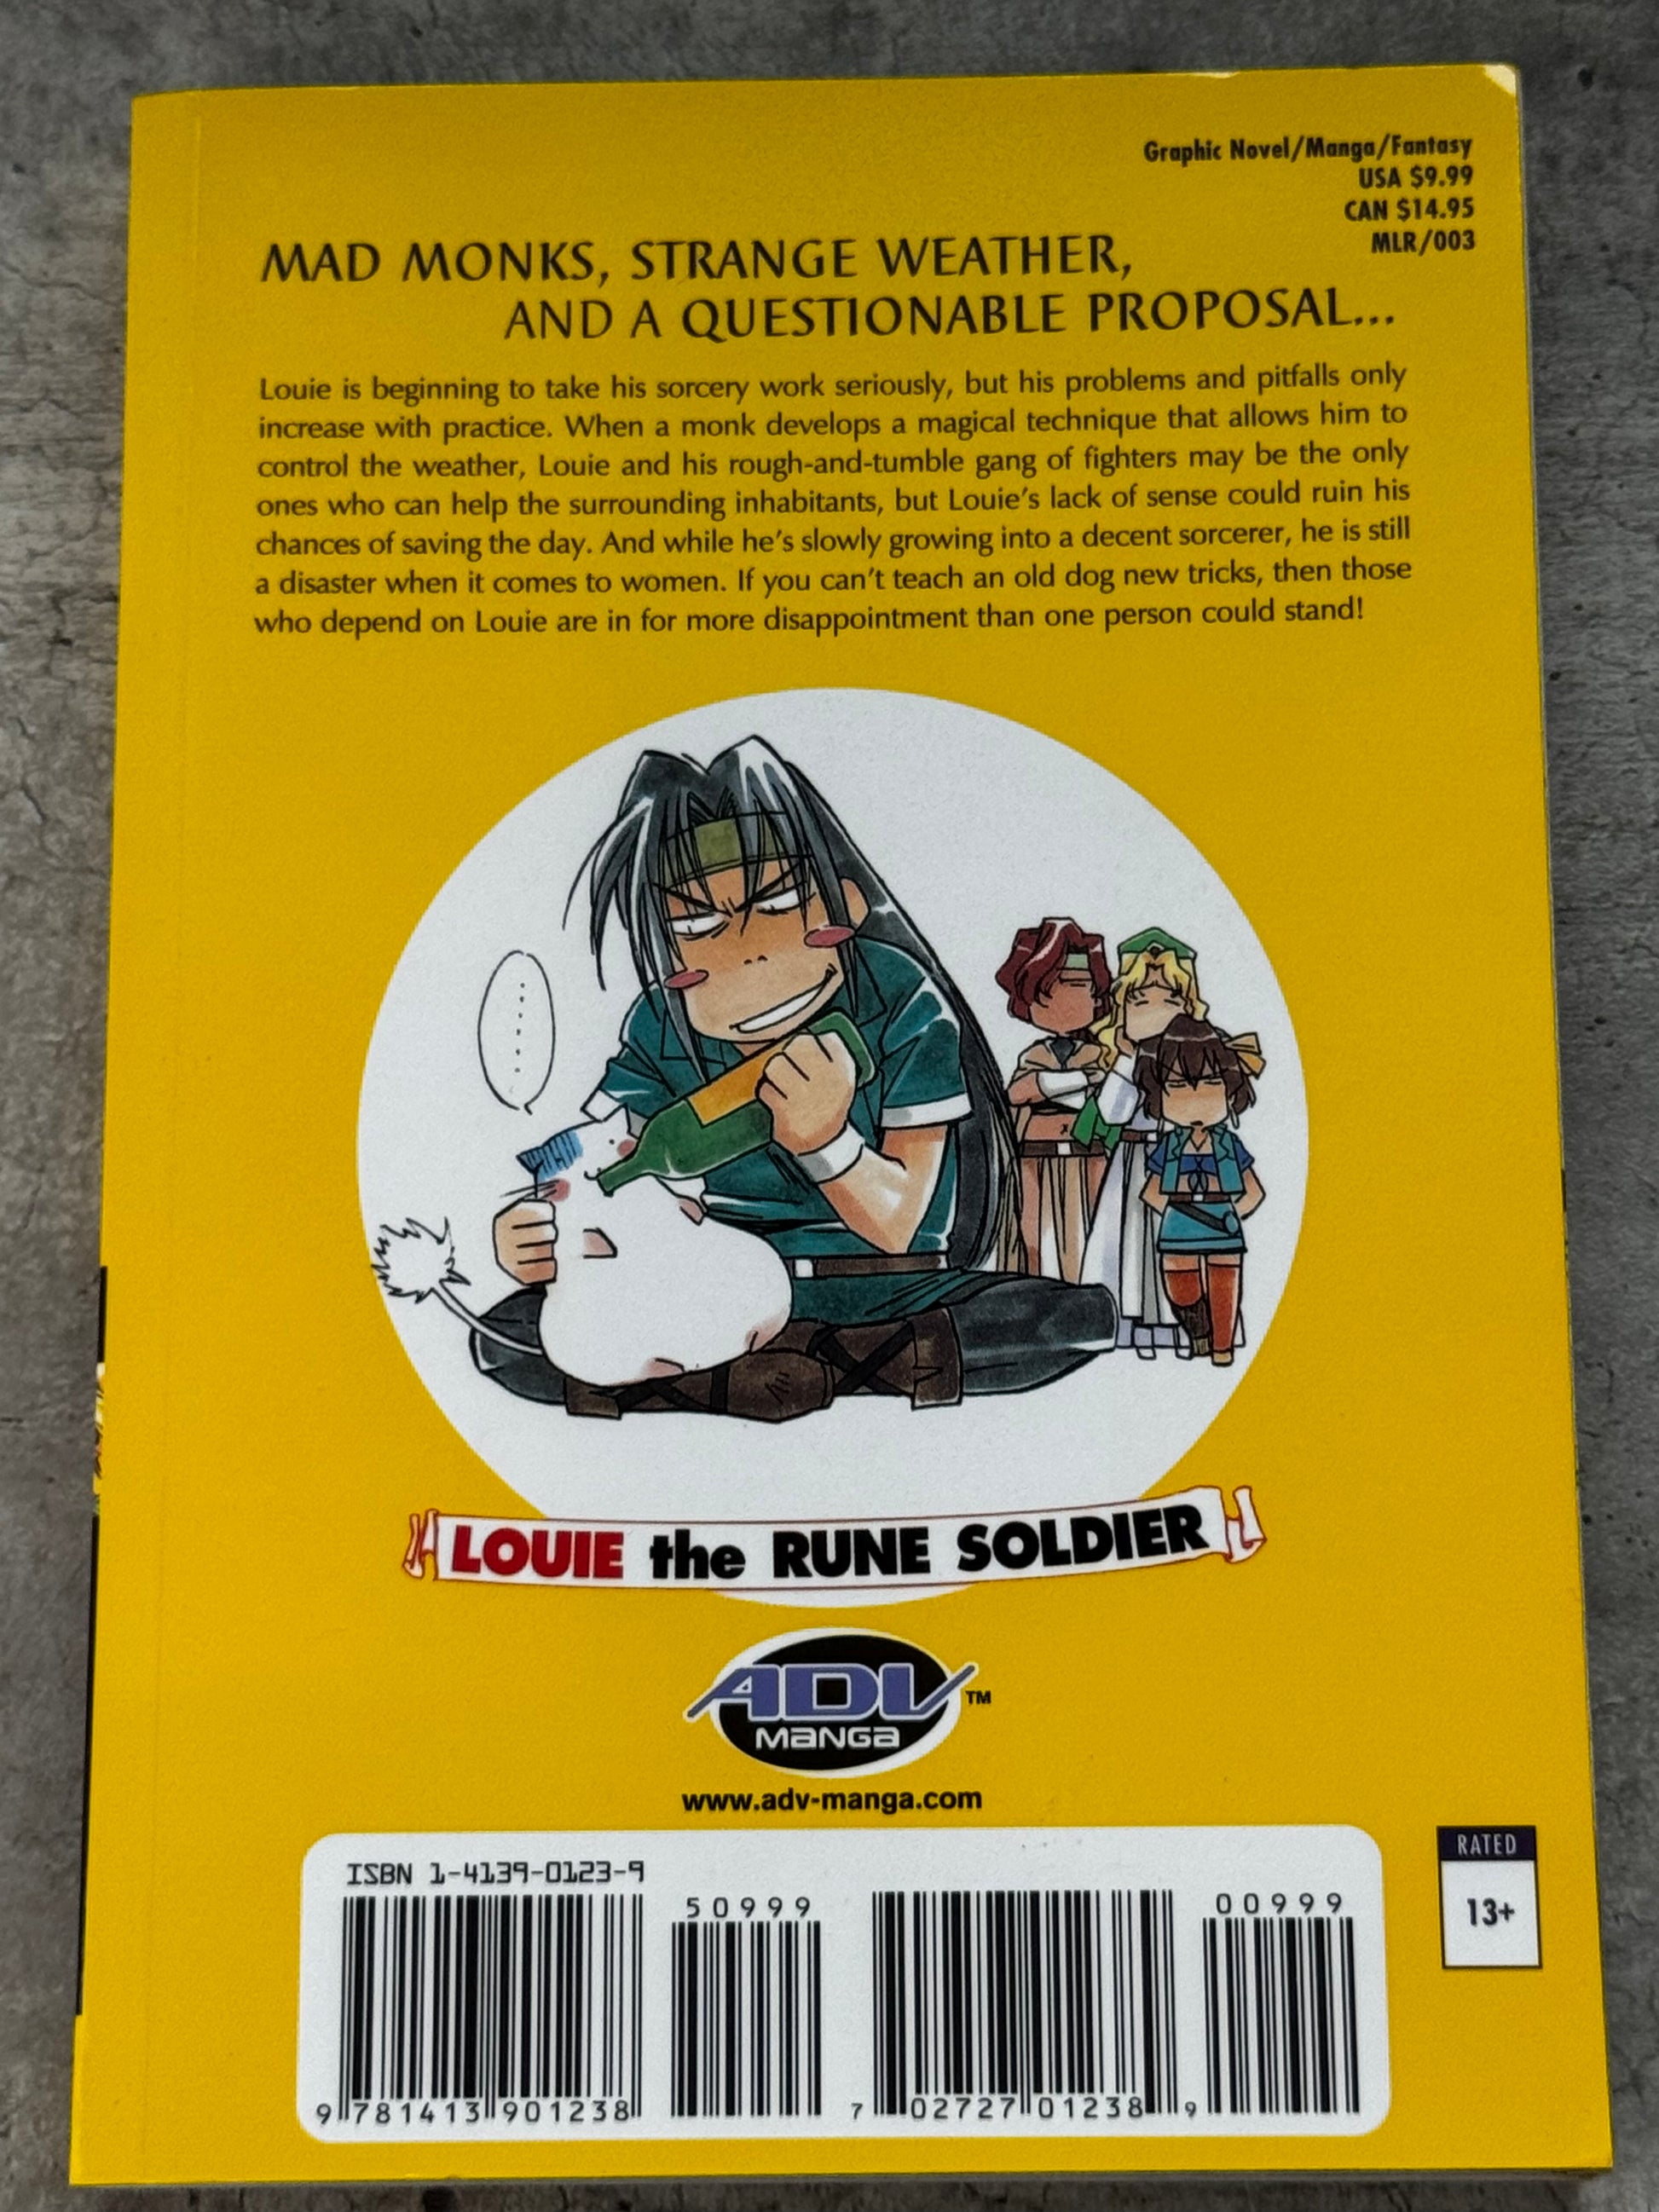 Graphic Novel/Manga/Fantasy
USA $9.99
CAN $14.95
MLR/003
MAD MONKS, STRANGE WEATHER,
AND A QUESTIONABLE PROPOSAL...
Louie is beginning to take his sorcery work seriously, but his problems and pitfalls only
increase with practice. When a monk develops a magical technique that allows him to
control the weather, Louie and his rough-and-tumble gang of fighters may be the only
ones who can help the surrounding inhabitants, but Louie's lack of sense could ruin his
chances of saving the day. And while he's slowly growing into a decent sorcerer, he is still
a disaster when it comes to women. If you can't teach an old dog new tricks, then those
who depend on Louie are in for more disappointment than one person could stand!
........
LOUIE the RUNE SOLDIER
ADV
MANGA
™
www.adv-manga.com
RATED
13+
ISBN 1-4139-0123-9
50999
00999
9 781413 901238
7 02727 01238 9